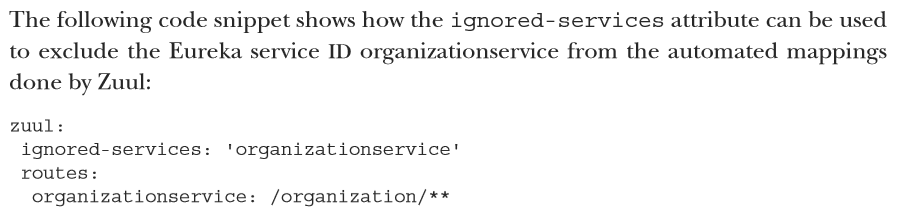 The following code snippet shows how the ignored-services attribute can be used
to exclude the Eureka service ID organizationservice from the automated mappings
done by Zuul:
zuul:
 ignored-services: 'organizationservice'
 routes:
  organizationservice: /organization/**